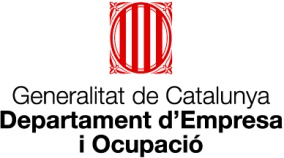 Generalitat de Catalunya
Departament d'Empresa
i Ocupació